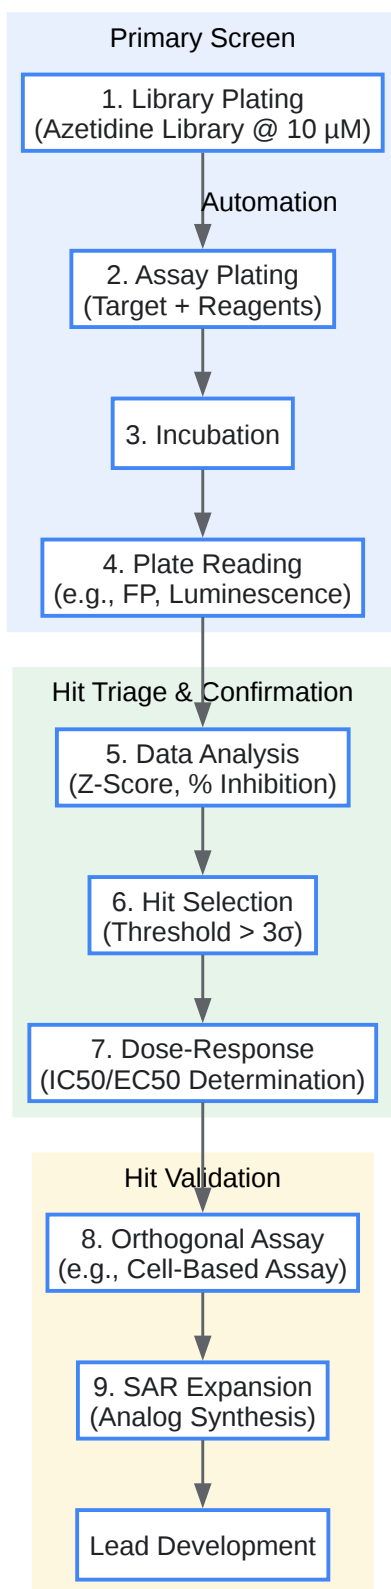 Primary Screen
1. Library Plating
(Azetidine Library @ 10 µM)
Automation
2. Assay Plating
(Target + Reagents)
3. Incubation
4. Plate Reading
(e.g., FP, Luminescence)
Hit Triage & Confirmation
5. Data Analysis
(Z-Score, % Inhibition)
6. Hit Selection
(Threshold > 3σ)
7. Dose-Response
(IC50/EC50 Determination)
Hit Validation
8. Orthogonal Assay
(e.g., Cell-Based Assay)
9. SAR Expansion
(Analog Synthesis)
Lead Development